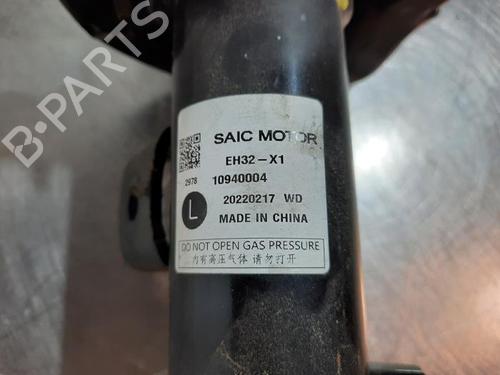 B-PARTS
SAIC MOTOR
EH32-X1
2978 10940004
L 20220217 WD
MADE IN CHINA
DO NOT OPEN GAS PRESSURE
内有高压气体 请勿打开